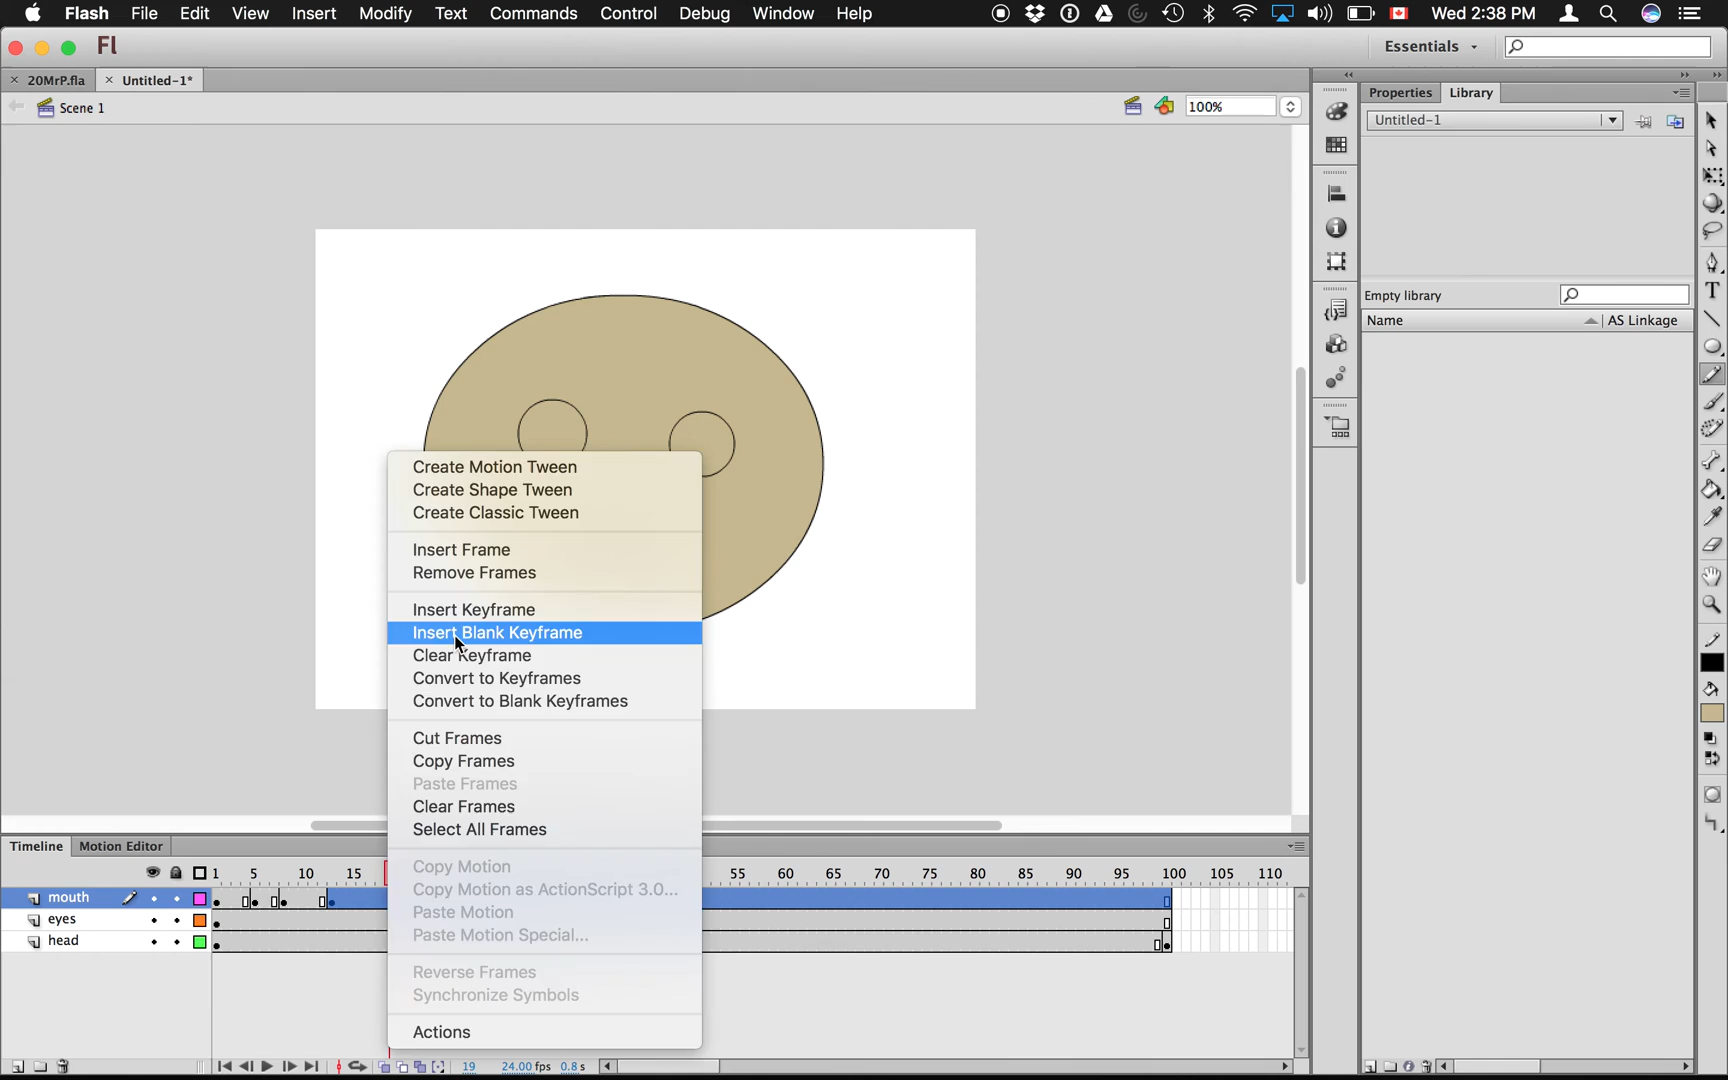 Flash File Edit View Insert Modify Text Commands Control Debug Window Help Wed 2:38 PM
Fl Essentials
20MrP.fla Untitled-1*
Scene 1 100%
Properties Library
Untitled-1
Empty library
Name AS Linkage
Create Motion Tween
Create Shape Tween
Create Classic Tween
Insert Frame
Remove Frames
Insert Keyframe
Insert Blank Keyframe
Clear Keyframe
Convert to Keyframes
Convert to Blank Keyframes
Cut Frames
Copy Frames
Paste Frames
Clear Frames
Select All Frames
Copy Motion
Copy Motion as ActionScript 3.0...
Paste Motion
Paste Motion Special...
Reverse Frames
Synchronize Symbols
Actions
Timeline Motion Editor
1 5 10 15 55 60 65 70 75 80 85 90 95 100 105 110
mouth
eyes
head
19 24.00 fps 0.8 s